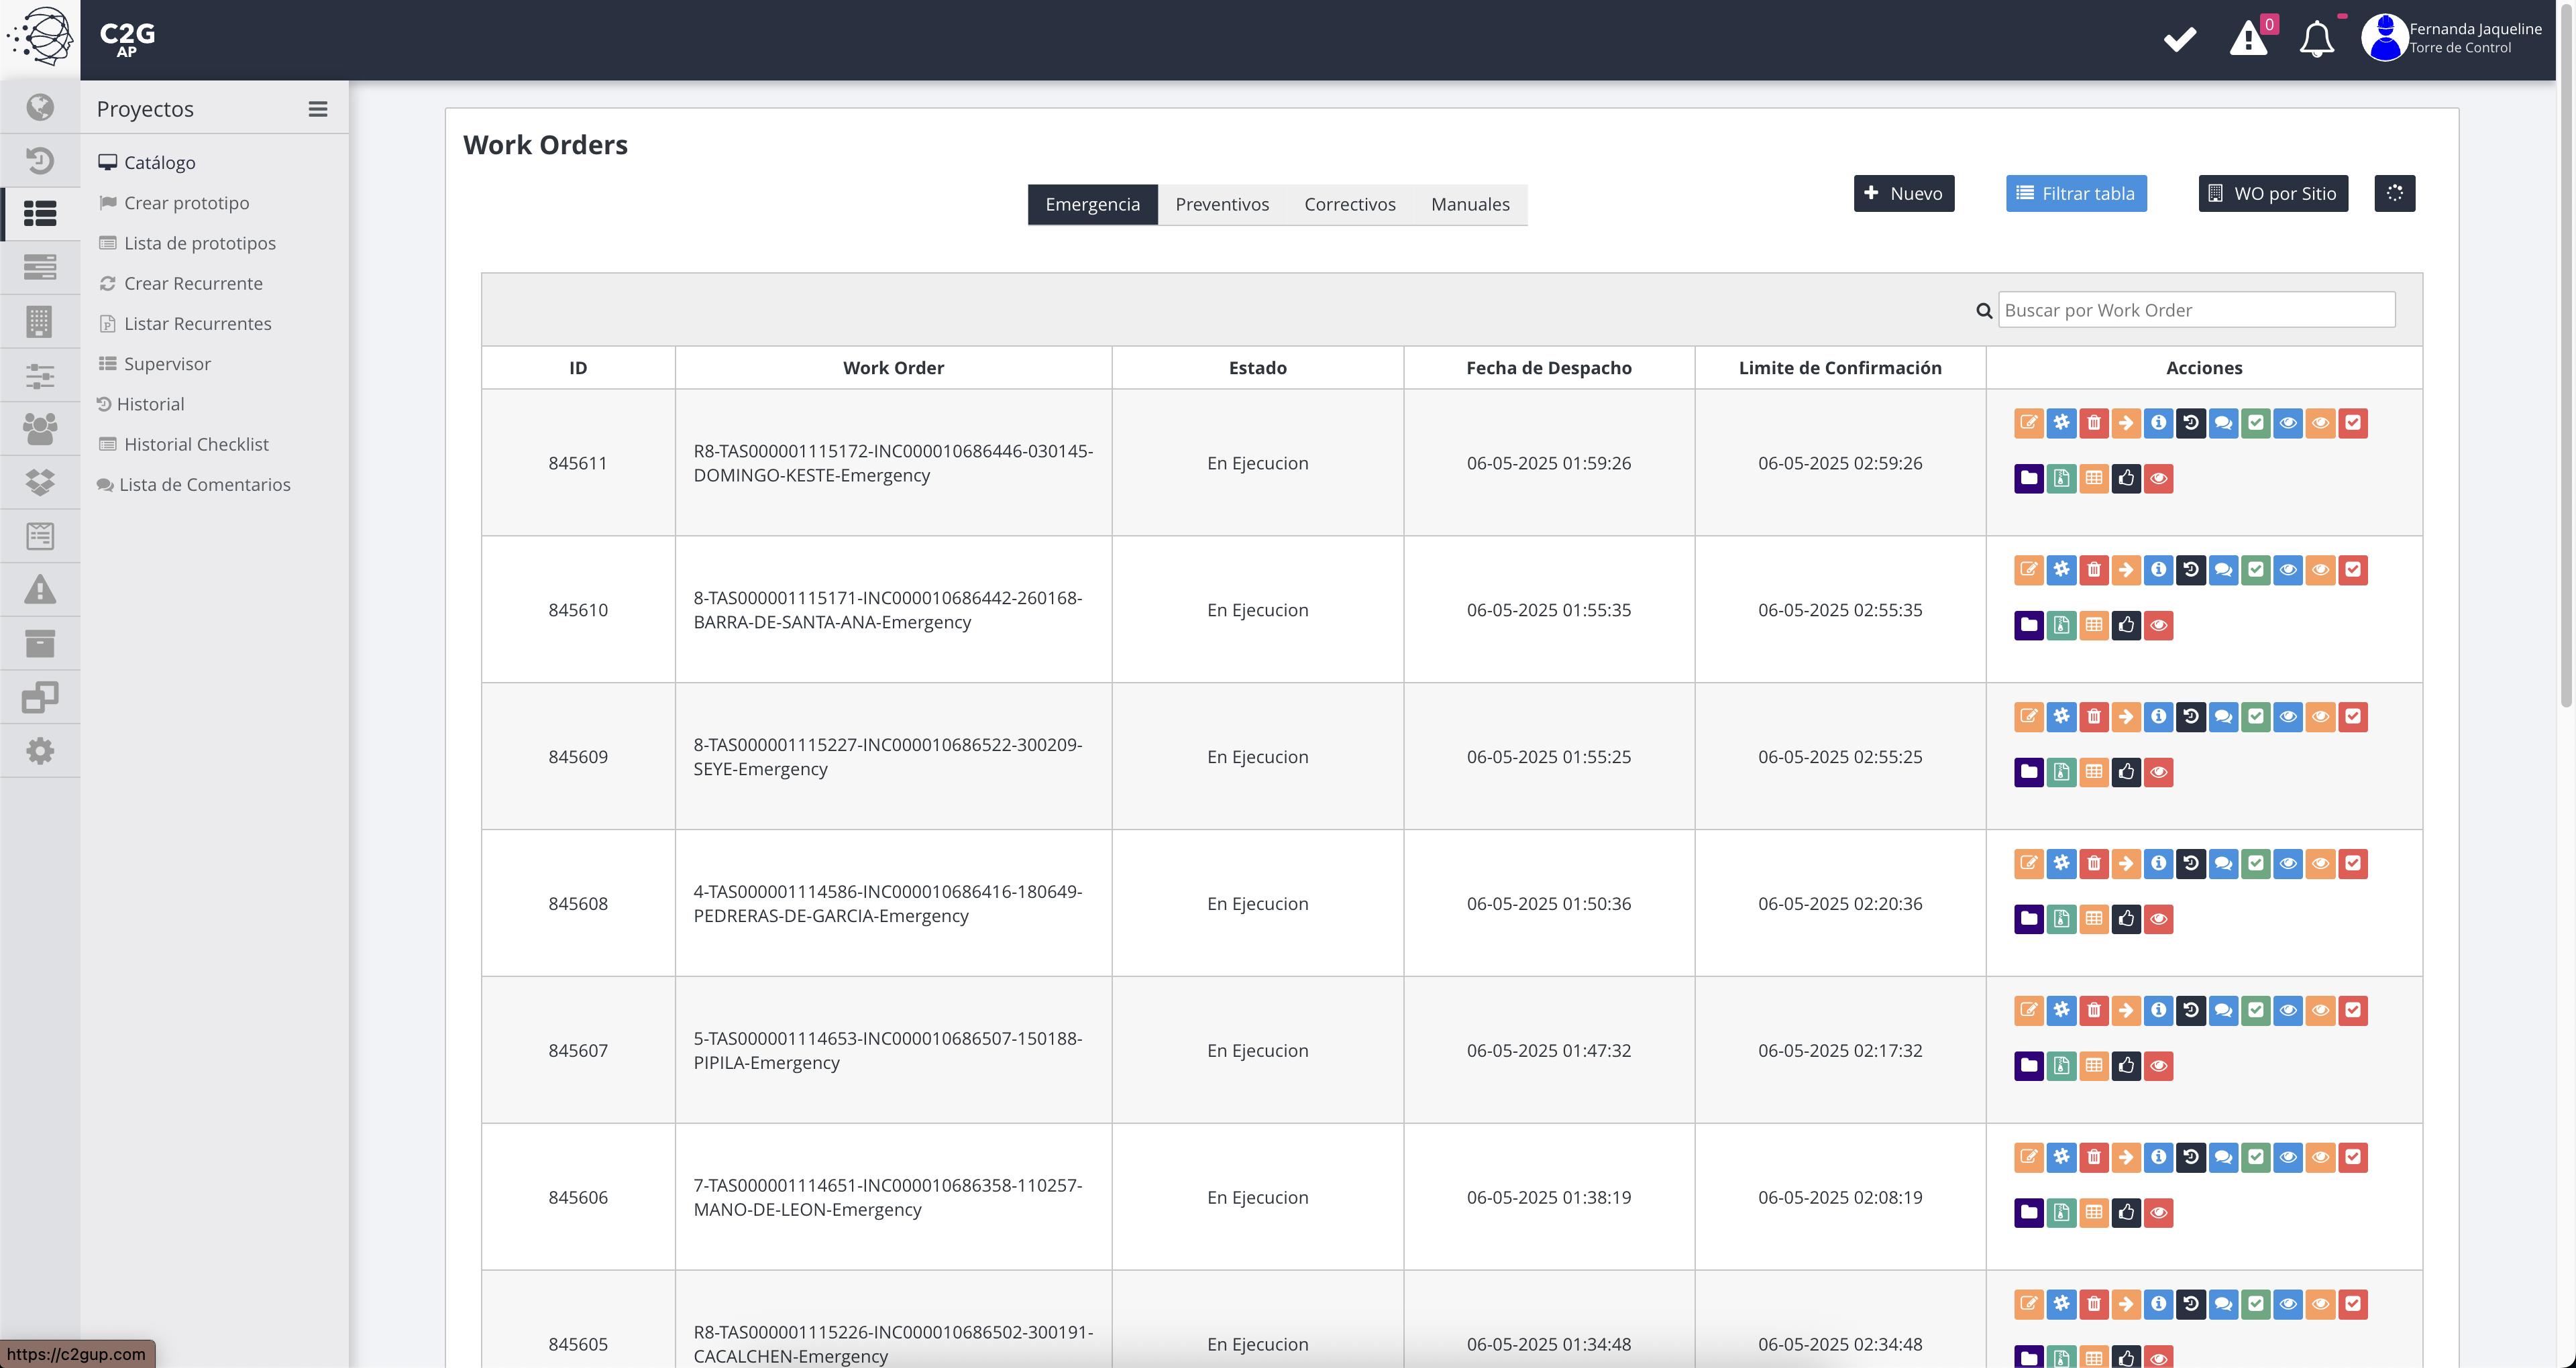 C2G
AP
0
Fernanda Jaqueline
Torre de Control
Proyectos
Catálogo
Crear prototipo
Lista de prototipos
Crear Recurrente
Listar Recurrentes
Supervisor
Historial
Historial Checklist
Lista de Comentarios
Work Orders
Emergencia Preventivos Correctivos Manuales
Nuevo
Filtrar tabla
WO por Sitio
Buscar por Work Order
ID Work Order Estado Fecha de Despacho Limite de Confirmación Acciones
845611 R8-TAS000001115172-INC000010686446-030145- En Ejecucion 06-05-2025 01:59:26 06-05-2025 02:59:26
DOMINGO-KESTE-Emergency
845610 8-TAS000001115171-INC000010686442-260168- En Ejecucion 06-05-2025 01:55:35 06-05-2025 02:55:35
BARRA-DE-SANTA-ANA-Emergency
845609 8-TAS000001115227-INC000010686522-300209- En Ejecucion 06-05-2025 01:55:25 06-05-2025 02:55:25
SEYE-Emergency
845608 4-TAS000001114586-INC000010686416-180649- En Ejecucion 06-05-2025 01:50:36 06-05-2025 02:20:36
PEDRERAS-DE-GARCIA-Emergency
845607 5-TAS000001114653-INC000010686507-150188- En Ejecucion 06-05-2025 01:47:32 06-05-2025 02:17:32
PIPILA-Emergency
845606 7-TAS000001114651-INC000010686358-110257- En Ejecucion 06-05-2025 01:38:19 06-05-2025 02:08:19
MANO-DE-LEON-Emergency
845605 R8-TAS000001115226-INC000010686502-300191- En Ejecucion 06-05-2025 01:34:48 06-05-2025 02:34:48
CACALCHEN-Emergency
https://c2gup.com